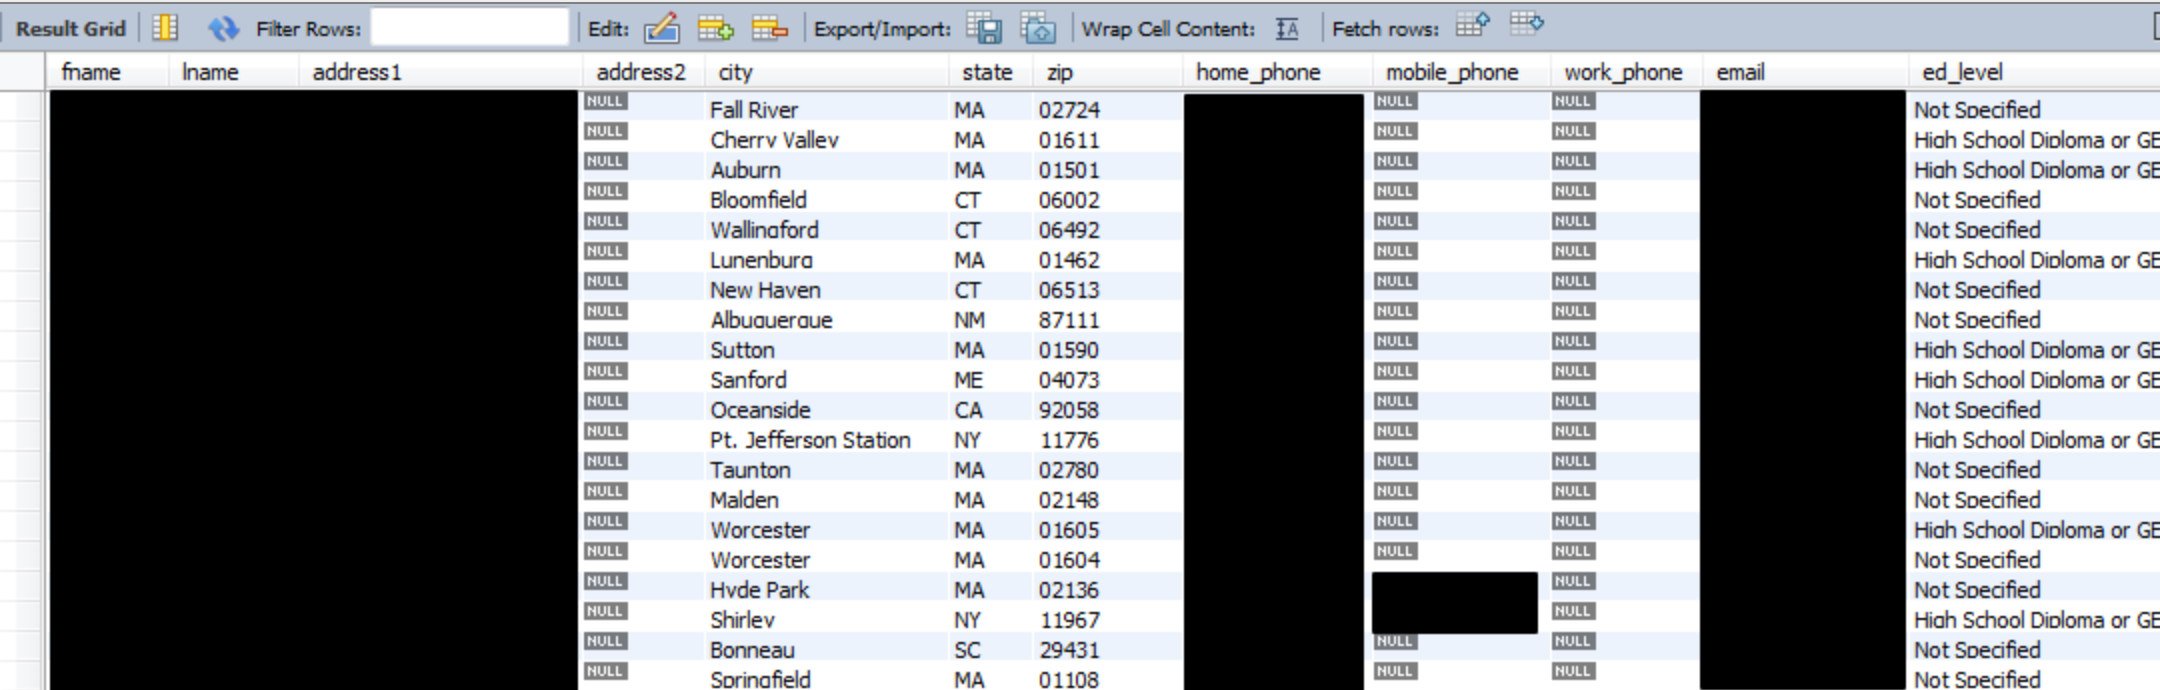 Result Grid Filter Rows: Edit: Export/Import: Wrap Cell Content: Fetch rows:
fname lname address1 address2 city state zip home_phone mobile_phone work_phone email ed_level
NULL Fall River MA 02724 NULL NULL Not Specified
NULL Cherry Valley MA 01611 NULL NULL High School Diploma or GE
NULL Auburn MA 01501 NULL NULL High School Diploma or GE
NULL Bloomfield CT 06002 NULL NULL Not Specified
NULL Wallingford CT 06492 NULL NULL Not Specified
NULL Lunenburg MA 01462 NULL NULL High School Diploma or GE
NULL New Haven CT 06513 NULL NULL Not Specified
NULL Albuquerque NM 87111 NULL NULL Not Specified
NULL Sutton MA 01590 NULL NULL High School Diploma or GE
NULL Sanford ME 04073 NULL NULL High School Diploma or GE
NULL Oceanside CA 92058 NULL NULL Not Specified
NULL Pt. Jefferson Station NY 11776 NULL NULL High School Diploma or GE
NULL Taunton MA 02780 NULL NULL Not Specified
NULL Malden MA 02148 NULL NULL Not Specified
NULL Worcester MA 01605 NULL NULL High School Diploma or GE
NULL Worcester MA 01604 NULL NULL Not Specified
NULL Hyde Park MA 02136 NULL Not Specified
NULL Shirley NY 11967 NULL High School Diploma or GE
NULL Bonneau SC 29431 NULL NULL Not Specified
NULL Springfield MA 01108 NULL NULL Not Specified